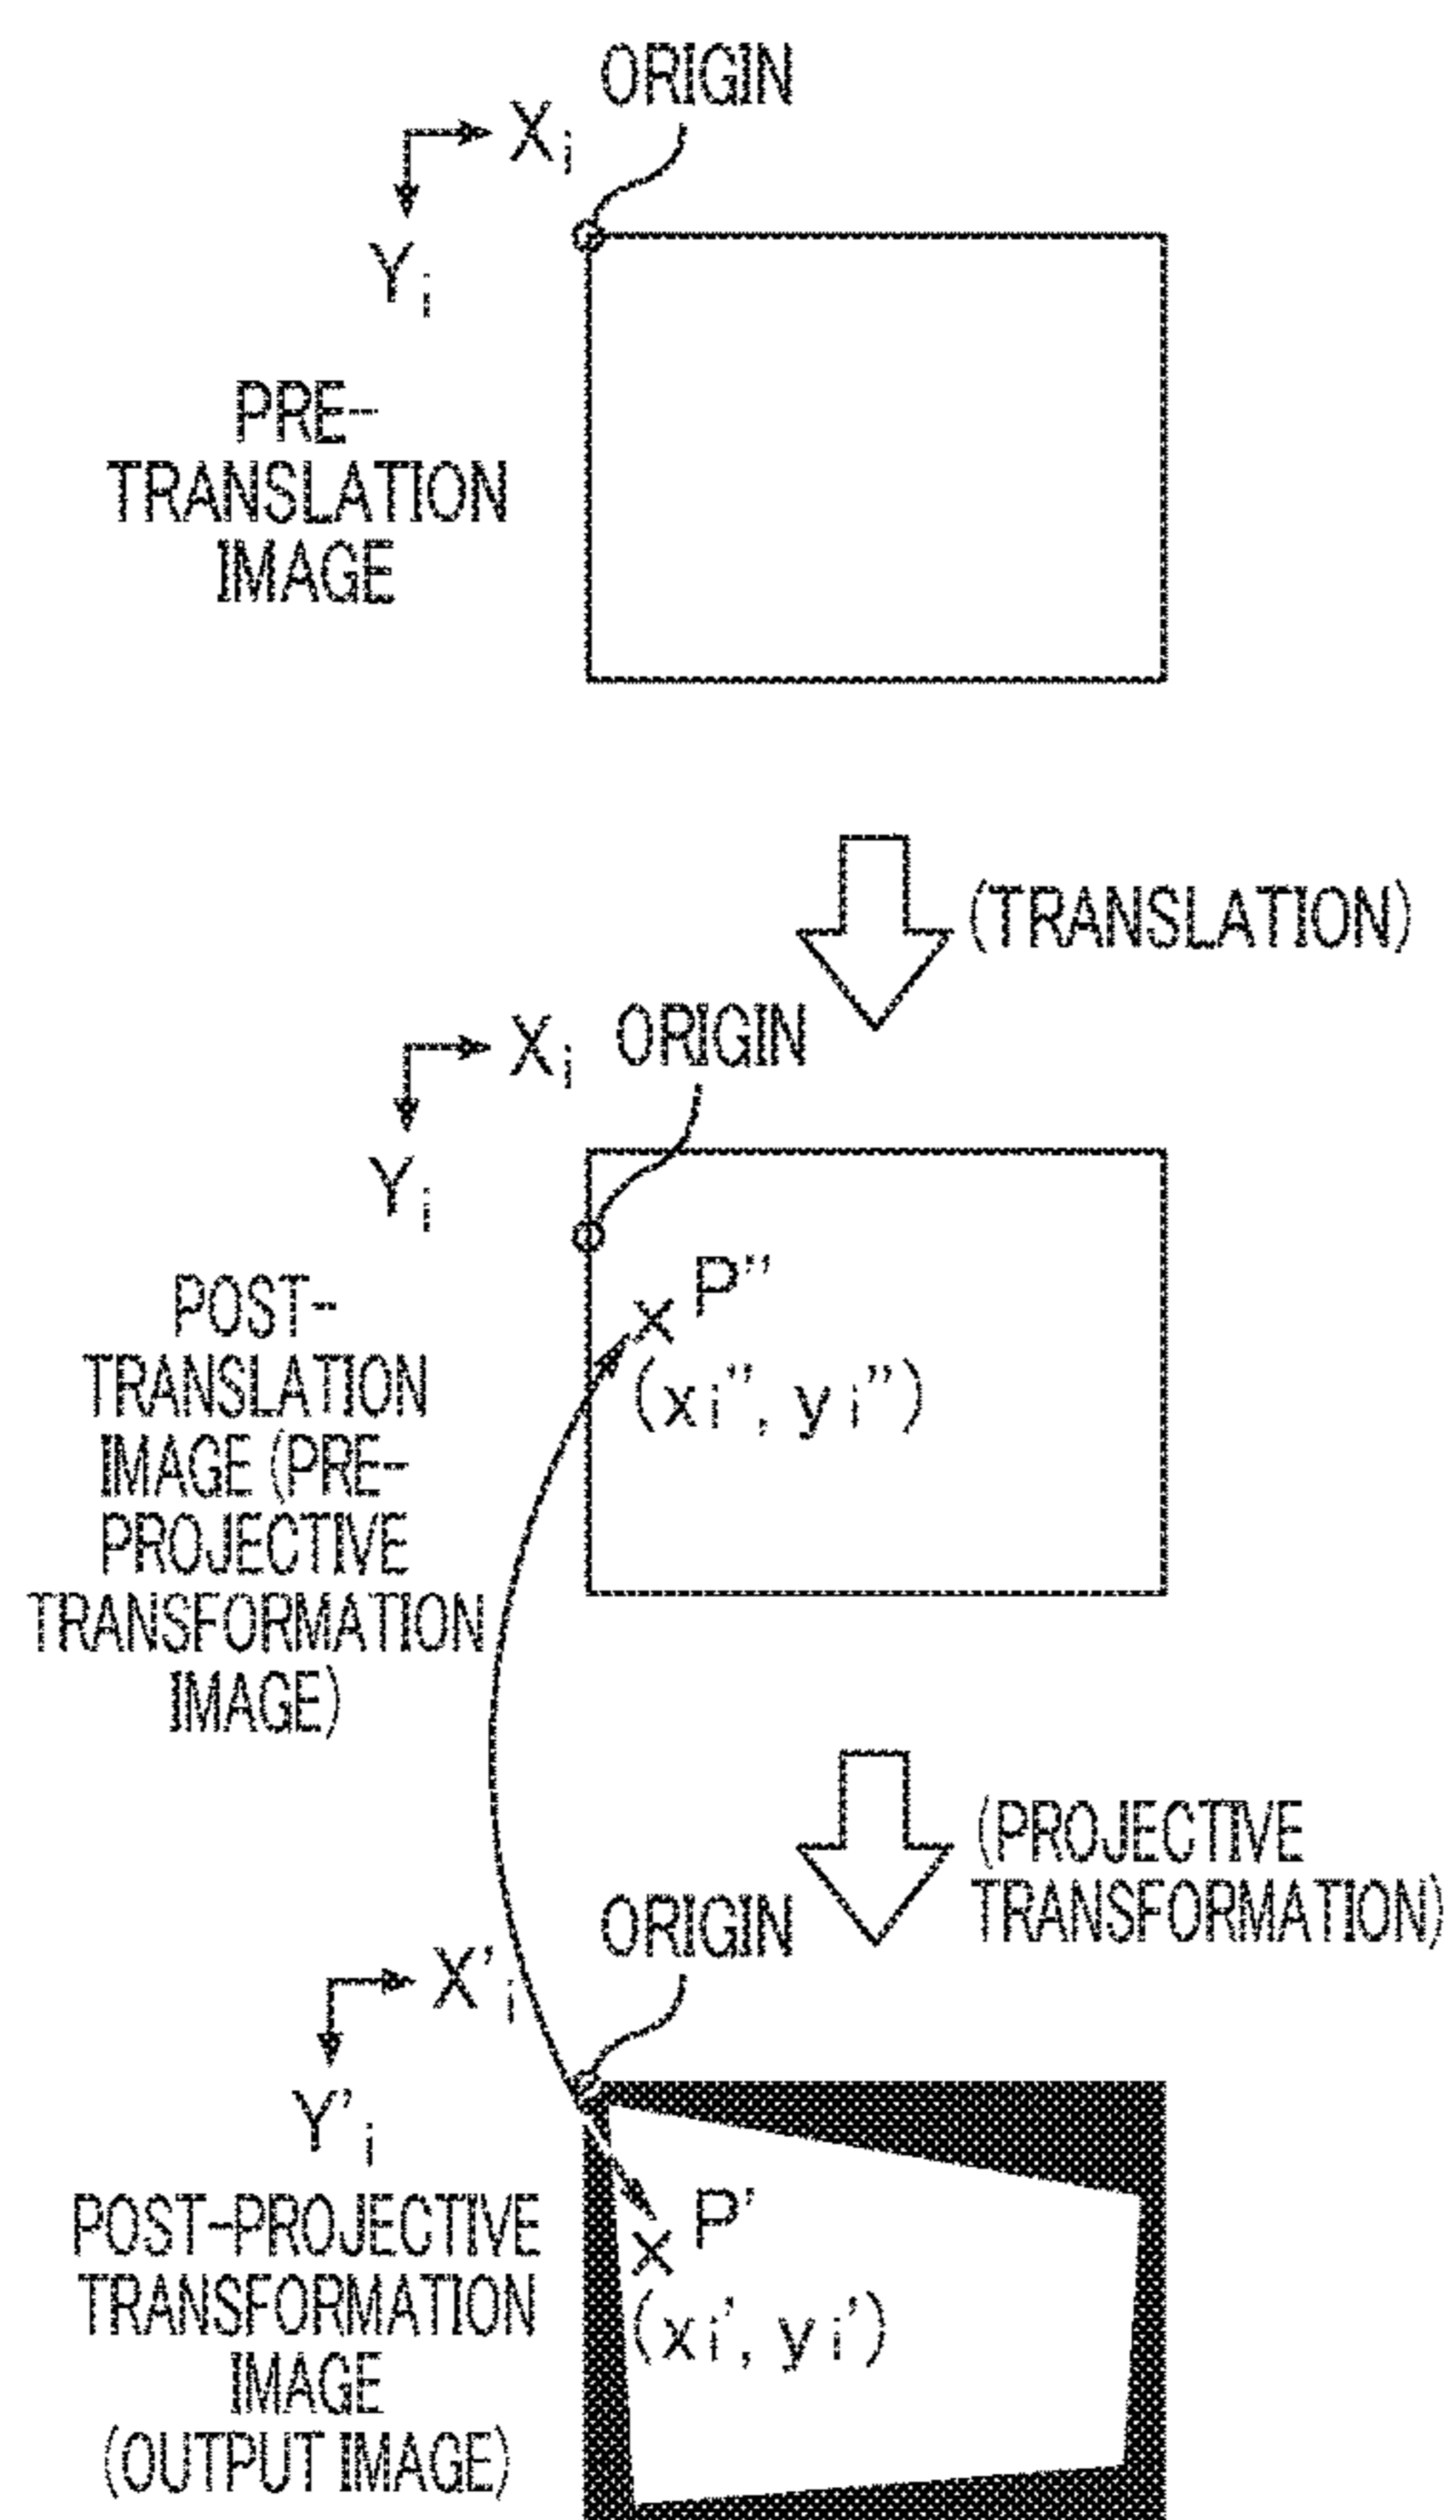 ORIGIN
Xi
Yi
PRE-
TRANSLATION
IMAGE
(TRANSLATION)
ORIGIN
Xi
Yi
P''
x
(xi'', yi'')
POST-
TRANSLATION
IMAGE (PRE-
PROJECTIVE
TRANSFORMATION
IMAGE)
(PROJECTIVE
TRANSFORMATION)
ORIGIN
X'i
Y'i
P'
x
(xi', yi')
POST-PROJECTIVE
TRANSFORMATION
IMAGE
(OUTPUT IMAGE)